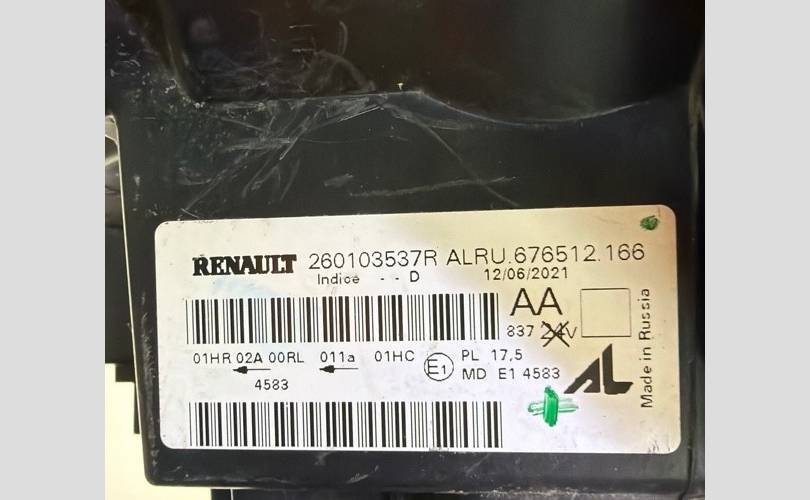 RENAULT 260103537R ALRU.676512.166
Indice - - D 12/06/2021
AA
837 24V
01HR 02A 00RL 011a 01HC E1 PL 17,5
4583 MD E1 4583
AL
Made in Russia